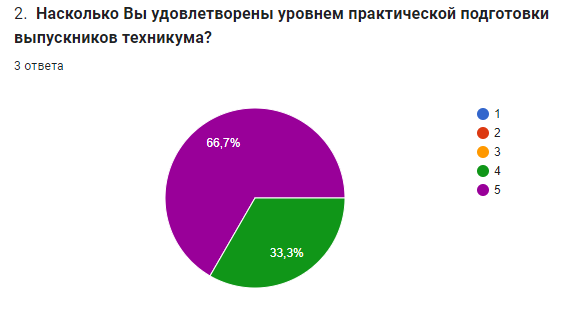 2. Насколько Вы удовлетворены уровнем практической подготовки
выпускников техникума?
3 ответа
66,7%
33,3%
1
2
3
4
5